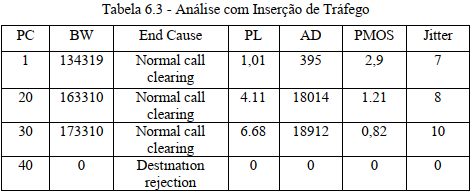 Tabela 6.3 - Análise com Inserção de Tráfego
PC BW End Cause PL AD PMOS Jitter
1 134319 Normal call clearing 1,01 395 2,9 7
20 163310 Normal call clearing 4.11 18014 1.21 8
30 173310 Normal call clearing 6.68 18912 0,82 10
40 0 Destination rejection 0 0 0 0